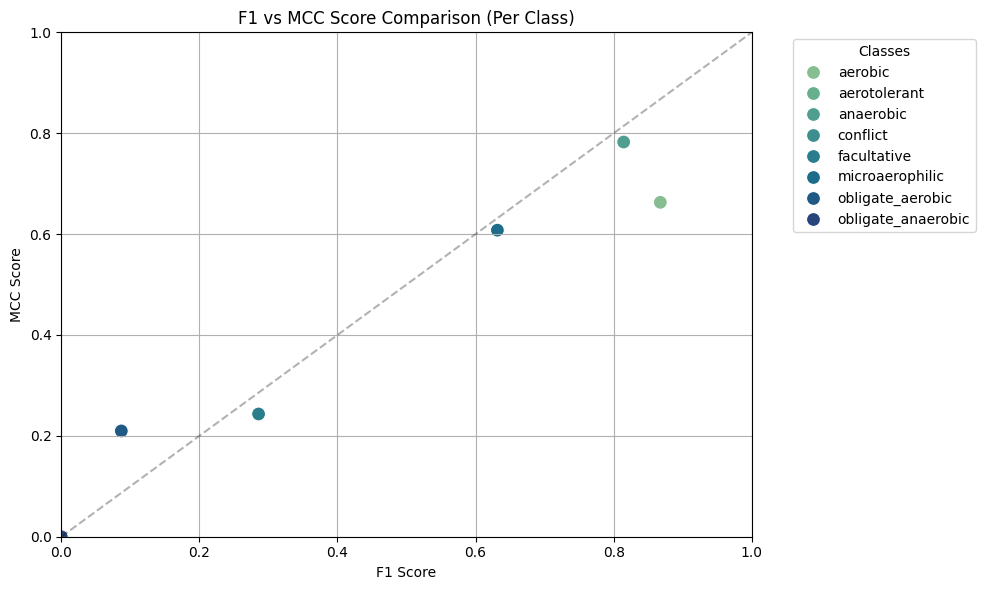 F1 vs MCC Score Comparison (Per Class)
MCC Score
1.0
0.8
0.6
0.4
0.2
0.0
0.0 0.2 0.4 0.6 0.8 1.0
F1 Score
Classes
aerobic
aerotolerant
anaerobic
conflict
facultative
microaerophilic
obligate_aerobic
obligate_anaerobic